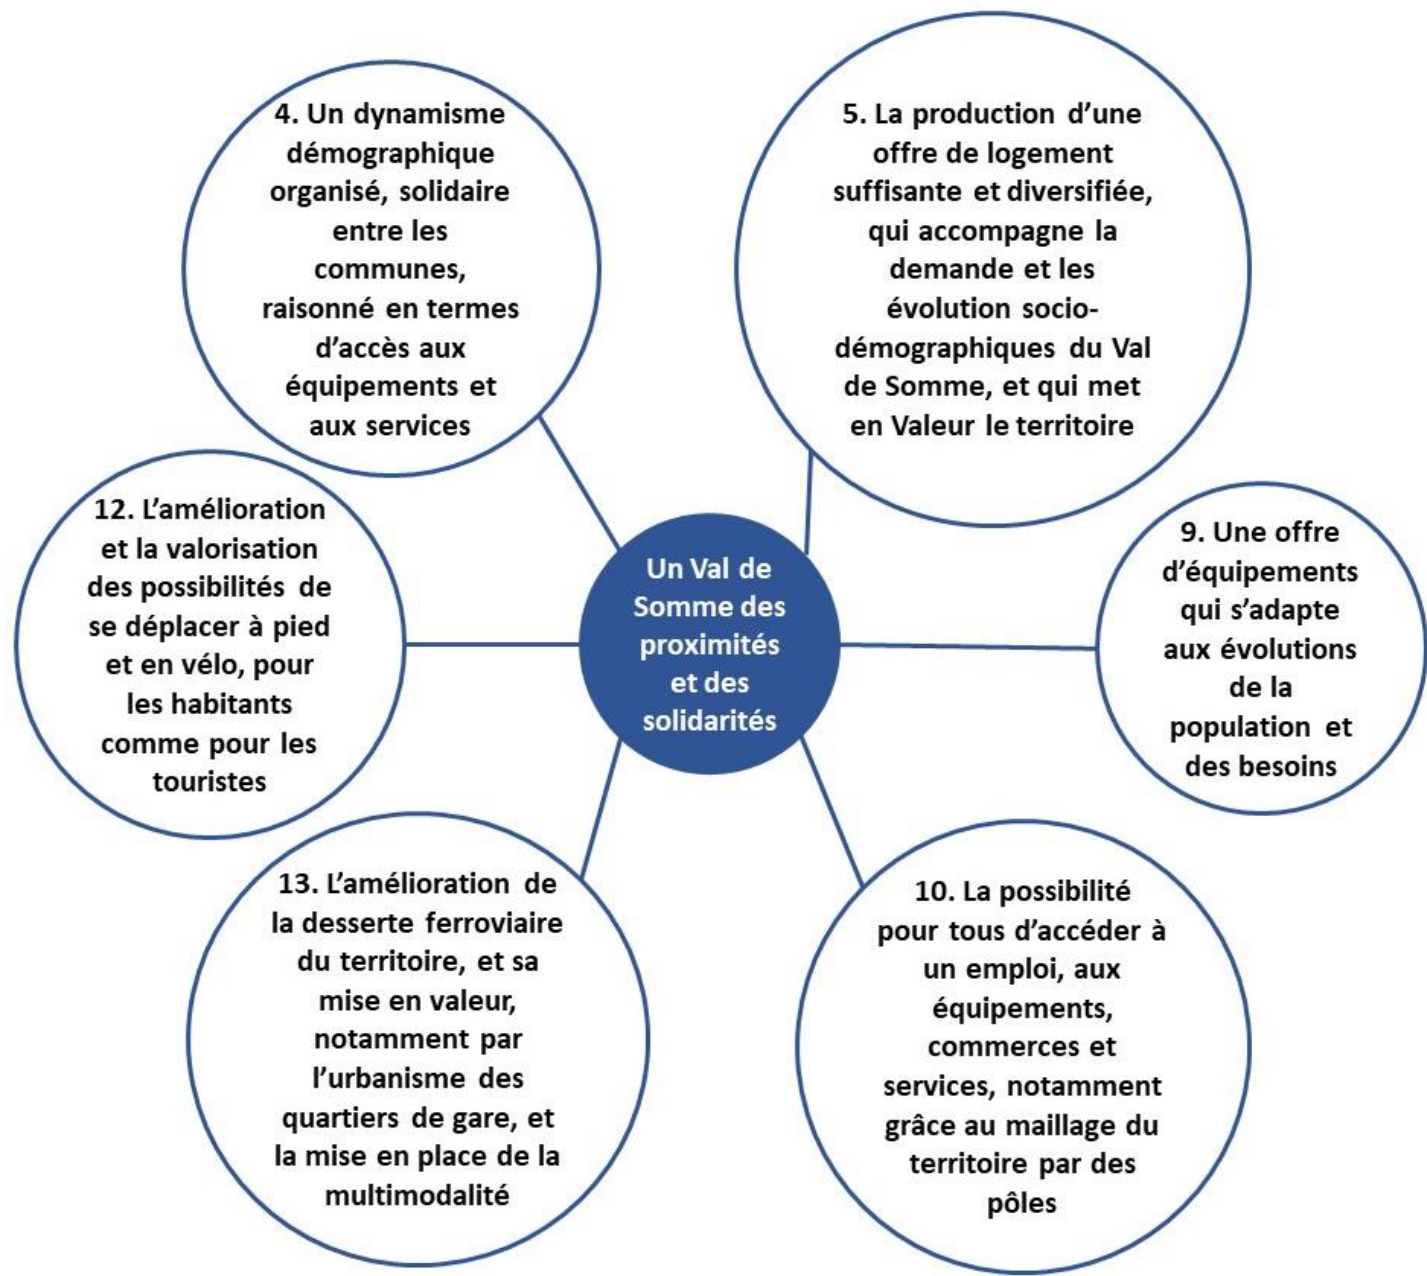 4. Un dynamisme
démographique
organisé, solidaire
entre les
communes,
raisonné en termes
d’accès aux
équipements et
aux services
5. La production d’une
offre de logement
suffisante et diversifiée,
qui accompagne la
demande et les
évolution socio-
démographiques du Val
de Somme, et qui met
en Valeur le territoire
12. L’amélioration
et la valorisation
des possibilités de
se déplacer à pied
et en vélo, pour
les habitants
comme pour les
touristes
Un Val de
Somme des
proximités
et des
solidarités
9. Une offre
d’équipements
qui s’adapte
aux évolutions
de la
population et
des besoins
13. L’amélioration de
la desserte ferroviaire
du territoire, et sa
mise en valeur,
notamment par
l’urbanisme des
quartiers de gare, et
la mise en place de la
multimodalité
10. La possibilité
pour tous d’accéder à
un emploi, aux
équipements,
commerces et
services, notamment
grâce au maillage du
territoire par des
pôles